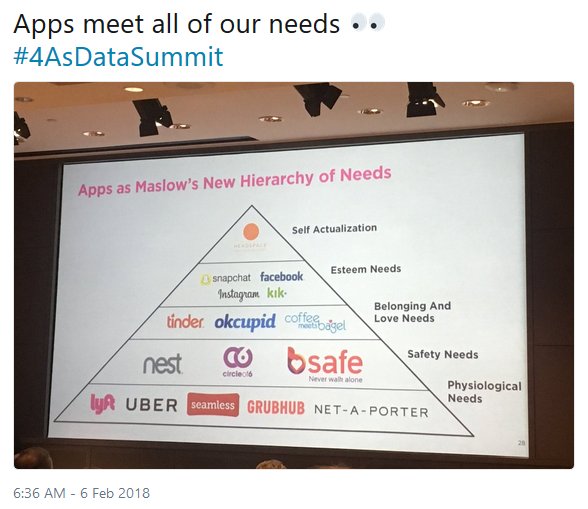 Apps meet all of our needs 👀
#4AsDataSummit
Apps as Maslow's New Hierarchy of Needs
HEADSPACE
Self Actualization
snapchat facebook
Instagram kik·
Esteem Needs
tinder okcupid coffee meets bagel
Belonging And
Love Needs
nest circleof6 bsafe
Never walk alone
Safety Needs
lyft UBER seamless GRUBHUB NET-A-PORTER
Physiological
Needs
28
6:36 AM - 6 Feb 2018